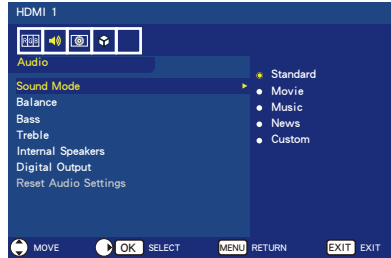 HDMI 1
RGB
Audio
Sound Mode
Balance
Bass
Treble
Internal Speakers
Digital Output
Reset Audio Settings
Standard
Movie
Music
News
Custom
MOVE OK SELECT MENU RETURN EXIT EXIT